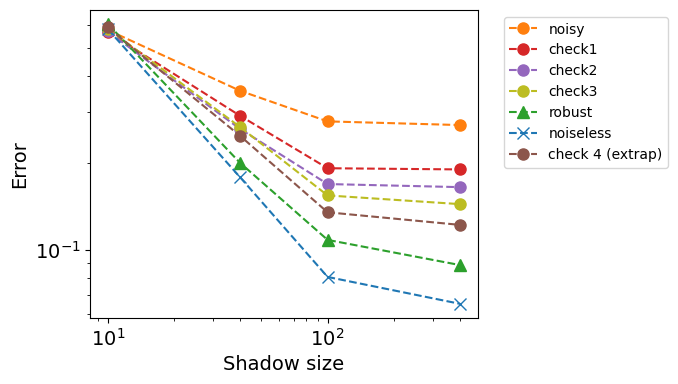 Error
10⁻¹
10¹
10²
Shadow size
noisy
check1
check2
check3
robust
noiseless
check 4 (extrap)